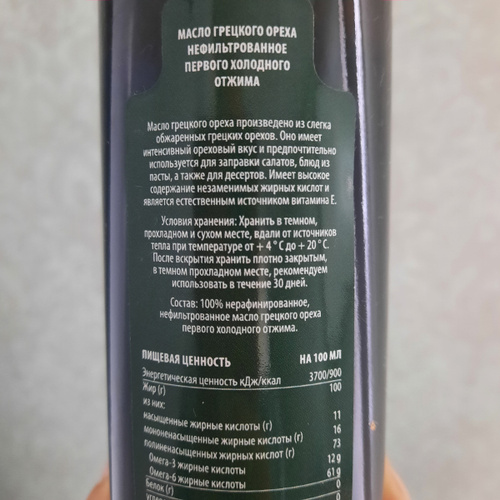 МАСЛО ГРЕЦКОГО ОРЕХА
НЕФИЛЬТРОВАННОЕ
ПЕРВОГО ХОЛОДНОГО
ОТЖИМА
Масло грецкого ореха произведено из слегка
обжаренных грецких орехов. Оно имеет
интенсивный ореховый вкус и предпочтительно
используется для заправки салатов, блюд из
пасты, а также для десертов. Имеет высокое
содержание незаменимых жирных кислот и
является естественным источником витамина Е.
Условия хранения: Хранить в темном,
прохладном и сухом месте, вдали от источников
тепла при температуре от + 4 ° С до + 20 ° С.
После вскрытия хранить плотно закрытым,
в темном прохладном месте, рекомендуем
использовать в течение 30 дней.
Состав: 100% нерафинированное,
нефильтрованное масло грецкого ореха
первого холодного отжима.
ПИЩЕВАЯ ЦЕННОСТЬ НА 100 МЛ
Энергетическая ценность кДж/ккал 3700/900
Жир (г) 100
из них:
насыщенные жирные кислоты (г) 11
мононенасыщенные жирные кислоты (г) 16
полиненасыщенных жирных кислот (г) 73
Омега-3 жирные кислоты 12 g
Омега-6 жирные кислоты 61 g
Белок (г) 0